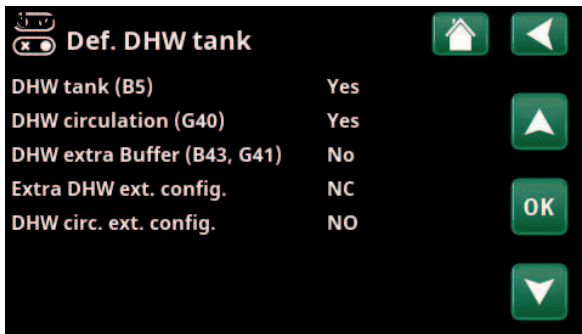 Def. DHW tank
DHW tank (B5) Yes
DHW circulation (G40) Yes
DHW extra Buffer (B43, G41) No
Extra DHW ext. config. NC
DHW circ. ext. config. NO
OK